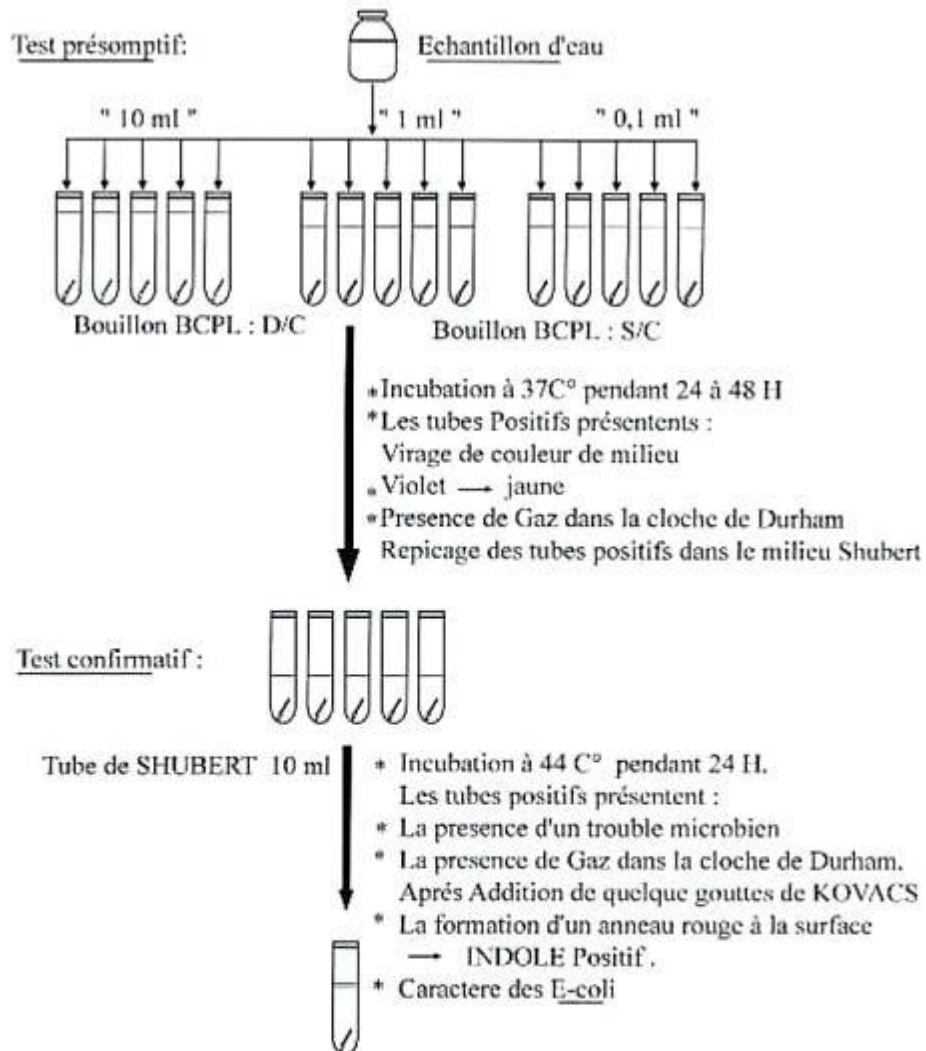 Test présomptif:
Echantillon d'eau
" 10 ml "
" 1 ml "
" 0,1 ml "
Bouillon BCPL : D/C
Bouillon BCPL : S/C
* Incubation à 37C° pendant 24 à 48 H
* Les tubes Positifs présentents :
Virage de couleur de milieu
* Violet → jaune
* Presence de Gaz dans la cloche de Durham
Repicage des tubes positifs dans le milieu Shubert
Test confirmatif :
Tube de SHUBERT 10 ml
* Incubation à 44 C° pendant 24 H.
Les tubes positifs présentent :
* La presence d'un trouble microbien
* La presence de Gaz dans la cloche de Durham.
Aprés Addition de quelque gouttes de KOVACS
* La formation d'un anneau rouge à la surface
→ INDOLE Positif .
* Caractere des E-coli